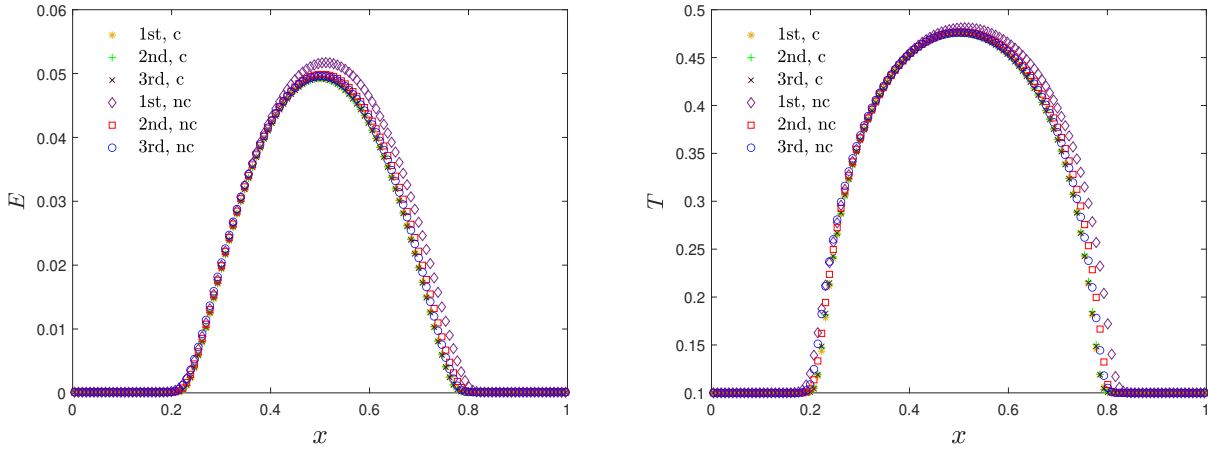 0.06
0.05
0.04
0.03
0.02
0.01
0
E
1st, c
2nd, c
3rd, c
1st, nc
2nd, nc
3rd, nc
0 0.2 0.4 0.6 0.8 1
x
0.5
0.45
0.4
0.35
0.3
0.25
0.2
0.15
0.1
T
1st, c
2nd, c
3rd, c
1st, nc
2nd, nc
3rd, nc
0 0.2 0.4 0.6 0.8 1
x